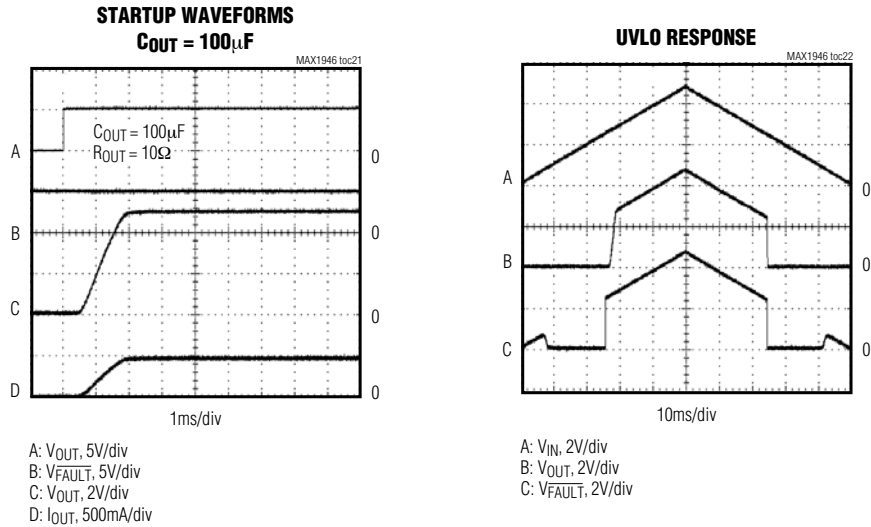 STARTUP WAVEFORMS
COUT = 100μF
MAX1946 toc21
COUT = 100μF
ROUT = 10Ω
A
0
B
0
C
0
D
0
1ms/div
A: VOUT, 5V/div
B: VFAULT, 5V/div
C: VOUT, 2V/div
D: IOUT, 500mA/div
UVLO RESPONSE
MAX1946 toc22
A
0
B
0
C
0
10ms/div
A: VIN, 2V/div
B: VOUT, 2V/div
C: VFAULT, 2V/div